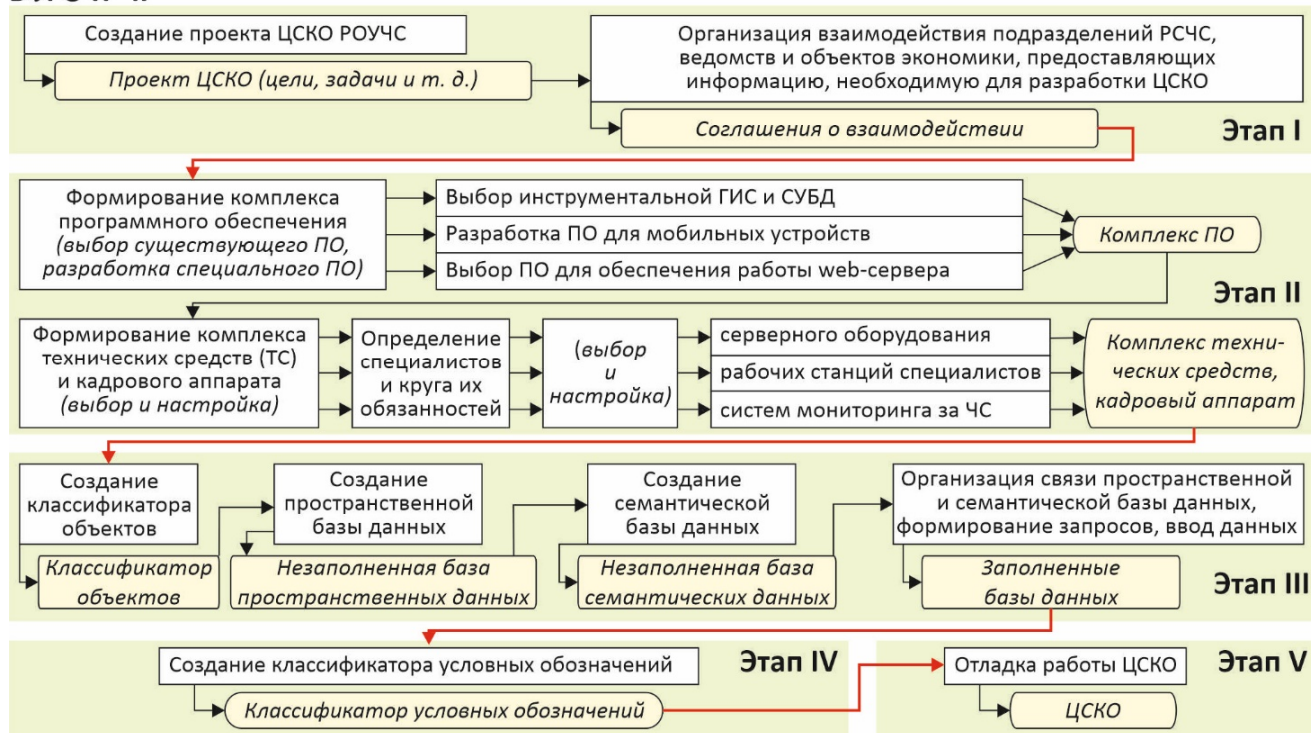 Создание проекта ЦСКО РОУЧС
Проект ЦСКО (цели, задачи и т. д.)
Организация взаимодействия подразделений РСЧС,
ведомств и объектов экономики, предоставляющих
информацию, необходимую для разработки ЦСКО
Соглашения о взаимодействии
Этап I
Формирование комплекса
программного обеспечения
(выбор существующего ПО,
разработка специального ПО)
Выбор инструментальной ГИС и СУБД
Разработка ПО для мобильных устройств
Выбор ПО для обеспечения работы web-сервера
Комплекс ПО
Этап II
Формирование комплекса
технических средств (ТС)
и кадрового аппарата
(выбор и настройка)
Определение
специалистов
и круга их
обязанностей
(выбор
и
настройка)
серверного оборудования
рабочих станций специалистов
систем мониторинга за ЧС
Комплекс техни-
ческих средств,
кадровый аппарат
Создание
классификатора
объектов
Классификатор
объектов
Создание
пространственной
базы данных
Незаполненная база
пространственных данных
Создание
семантической
базы данных
Незаполненная база
семантических данных
Организация связи пространственной
и семантической базы данных,
формирование запросов, ввод данных
Заполненные
базы данных
Этап III
Создание классификатора условных обозначений
Этап IV
Классификатор условных обозначений
Отладка работы ЦСКО
Этап V
ЦСКО